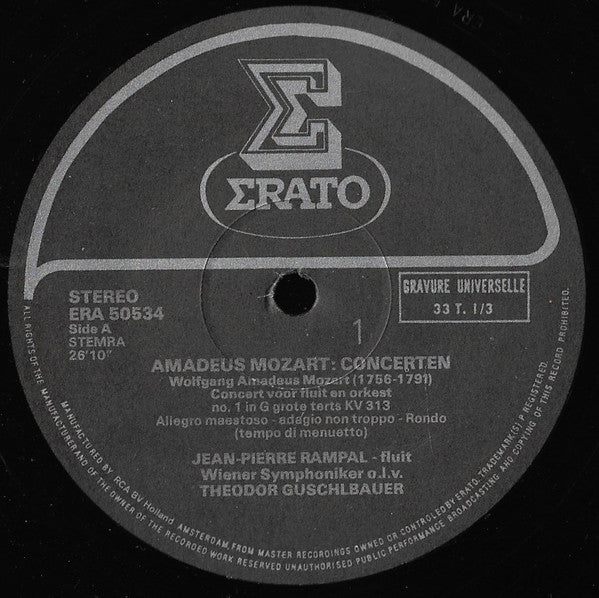 Σ
ΣRATO
STEREO
ERA 50534
Side A
STEMRA
26'10"
GRAVURE UNIVERSELLE
33 T. 1/3
1
AMADEUS MOZART: CONCERTEN
Wolfgang Amadeus Mozart (1756-1791)
Concert voor fluit en orkest
no. 1 in G grote terts KV 313
Allegro maestoso - adagio non troppo - Rondo
(tempo di menuetto)
JEAN-PIERRE RAMPAL - fluit
Wiener Symphoniker o.l.v.
THEODOR GUSCHLBAUER
MANUFACTURED BY RCA BV Holland AMSTERDAM, FROM MASTER RECORDINGS OWNED OR CONTROLLED BY ERATO. TRADEMARK(S) P REGISTERED.
ALL RIGHTS OF THE MANUFACTURER AND OF THE OWNER OF THE RECORDED WORK RESERVED UNAUTHORISED PUBLIC PERFORMANCE BROADCASTING AND COPYING OF THIS RECORD PROHIBITED.